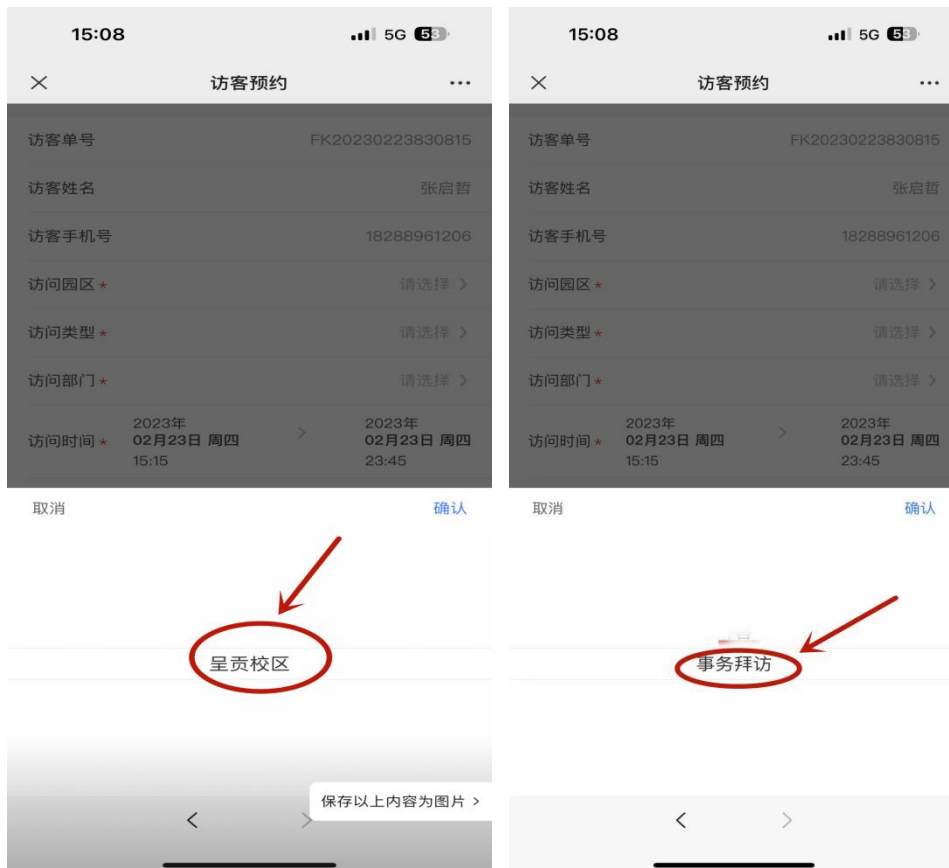 15:08 5G 53
访客预约
访客单号 FK20230223830815
访客姓名 张启哲
访客手机号 18288961206
访问园区 * 请选择 >
访问类型 * 请选择 >
访问部门 * 请选择 >
访问时间 * 2023年 02月23日 周四 15:15 > 2023年 02月23日 周四 23:45
取消 确认
呈贡校区
保存以上内容为图片 >
15:08 5G 53
访客预约
访客单号 FK20230223830815
访客姓名 张启哲
访客手机号 18288961206
访问园区 * 请选择 >
访问类型 * 请选择 >
访问部门 * 请选择 >
访问时间 * 2023年 02月23日 周四 15:15 > 2023年 02月23日 周四 23:45
取消 确认
事务拜访